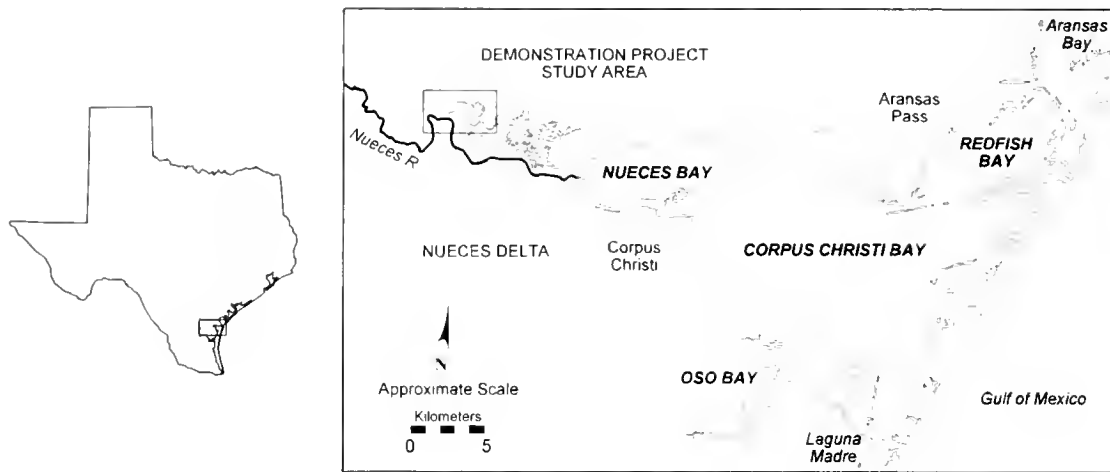 Aransas
Bay
DEMONSTRATION PROJECT
STUDY AREA
Aransas
Pass
REDFISH
BAY
Nueces R
NUECES BAY
NUECES DELTA
Corpus
Christi
CORPUS CHRISTI BAY
N
Approximate Scale
Kilometers
0 5
OSO BAY
Gulf of Mexico
Laguna
Madre